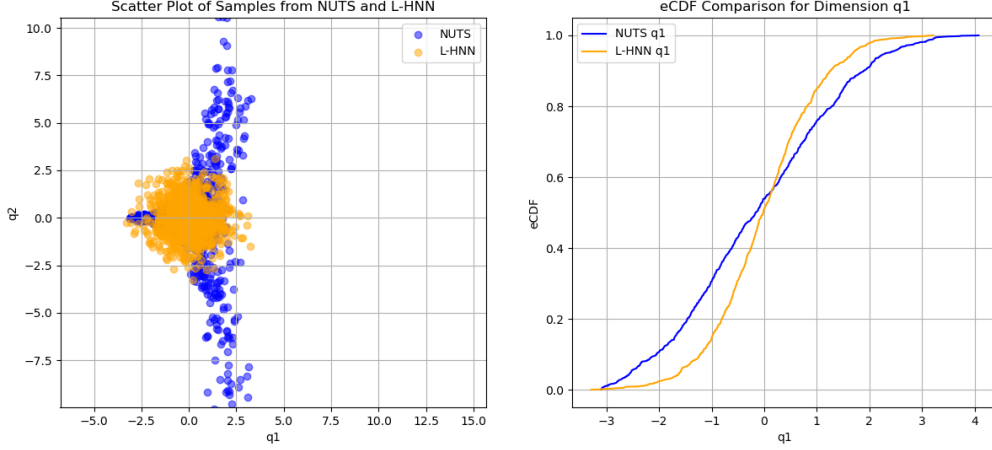 Scatter Plot of Samples from NUTS and L-HNN
10.0
7.5
5.0
2.5
0.0
−2.5
−5.0
−7.5
q2
−5.0 −2.5 0.0 2.5 5.0 7.5 10.0 12.5 15.0
q1
NUTS
L-HNN
eCDF Comparison for Dimension q1
1.0
0.8
0.6
0.4
0.2
0.0
eCDF
−3 −2 −1 0 1 2 3 4
q1
NUTS q1
L-HNN q1